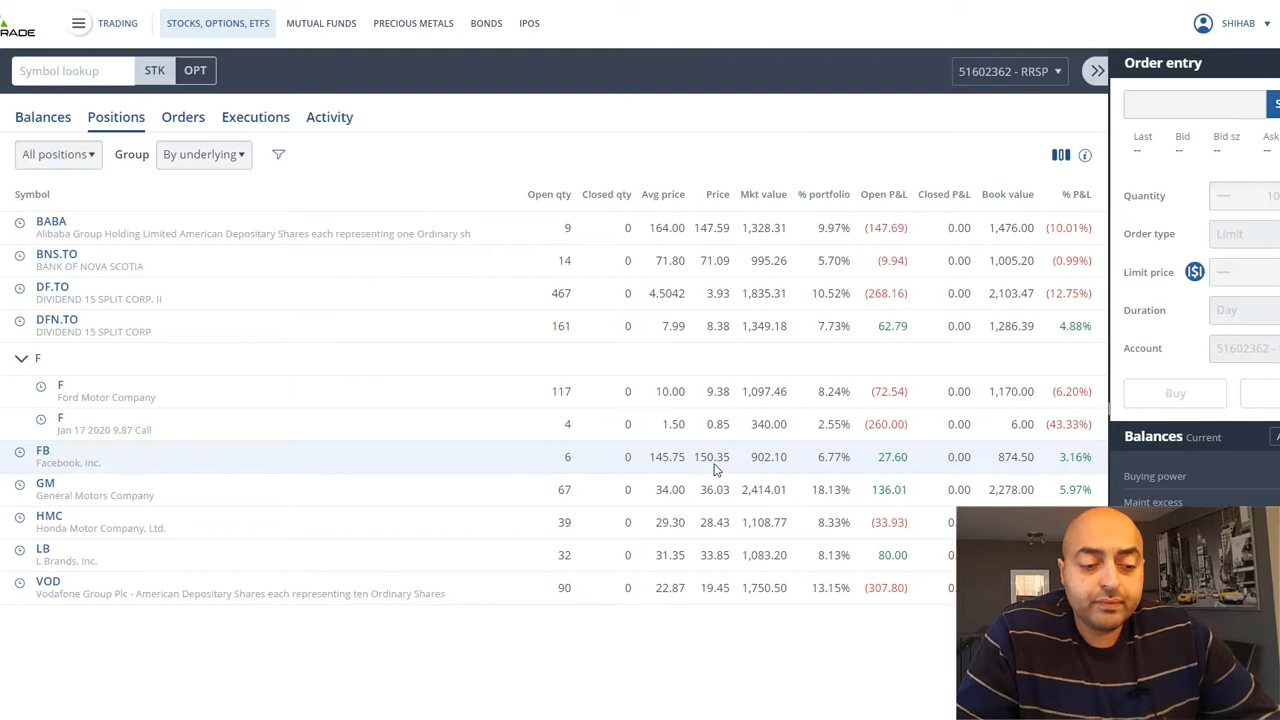 RADE
TRADING
STOCKS, OPTIONS, ETFS
MUTUAL FUNDS
PRECIOUS METALS
BONDS
IPOS
SHIHAB
Symbol lookup
STK
OPT
51602362 - RRSP
Order entry
Balances
Positions
Orders
Executions
Activity
All positions
Group
By underlying
Symbol Open qty Closed qty Avg price Price Mkt value % portfolio Open P&L Closed P&L Book value % P&L
BABA 9 0 164.00 147.59 1,328.31 9.97% (147.69) 0.00 1,476.00 (10.01%)
Alibaba Group Holding Limited American Depositary Shares each representing one Ordinary sh
BNS.TO 14 0 71.80 71.09 995.26 5.70% (9.94) 0.00 1,005.20 (0.99%)
BANK OF NOVA SCOTIA
DF.TO 467 0 4.5042 3.93 1,835.31 10.52% (268.16) 0.00 2,103.47 (12.75%)
DIVIDEND 15 SPLIT CORP. II
DFN.TO 161 0 7.99 8.38 1,349.18 7.73% 62.79 0.00 1,286.39 4.88%
DIVIDEND 15 SPLIT CORP
F
F 117 0 10.00 9.38 1,097.46 8.24% (72.54) 0.00 1,170.00 (6.20%)
Ford Motor Company
F 4 0 1.50 0.85 340.00 2.55% (260.00) 0.00 6.00 (43.33%)
Jan 17 2020 9.87 Call
FB 6 0 145.75 150.35 902.10 6.77% 27.60 0.00 874.50 3.16%
Facebook, Inc.
GM 67 0 34.00 36.03 2,414.01 18.13% 136.01 0.00 2,278.00 5.97%
General Motors Company
HMC 39 0 29.30 28.43 1,108.77 8.33% (33.93) 0.
Honda Motor Company, Ltd.
LB 32 0 31.35 33.85 1,083.20 8.13% 80.00 0.
L Brands, Inc.
VOD 90 0 22.87 19.45 1,750.50 13.15% (307.80) 0.
Vodafone Group Plc - American Depositary Shares each representing ten Ordinary Shares
S
Last Bid Bid sz Ask
-- -- -- --
Quantity 10
Order type Limit
Limit price
Duration Day
Account 51602362 -
Buy
Balances Current
Buying power
Maint excess